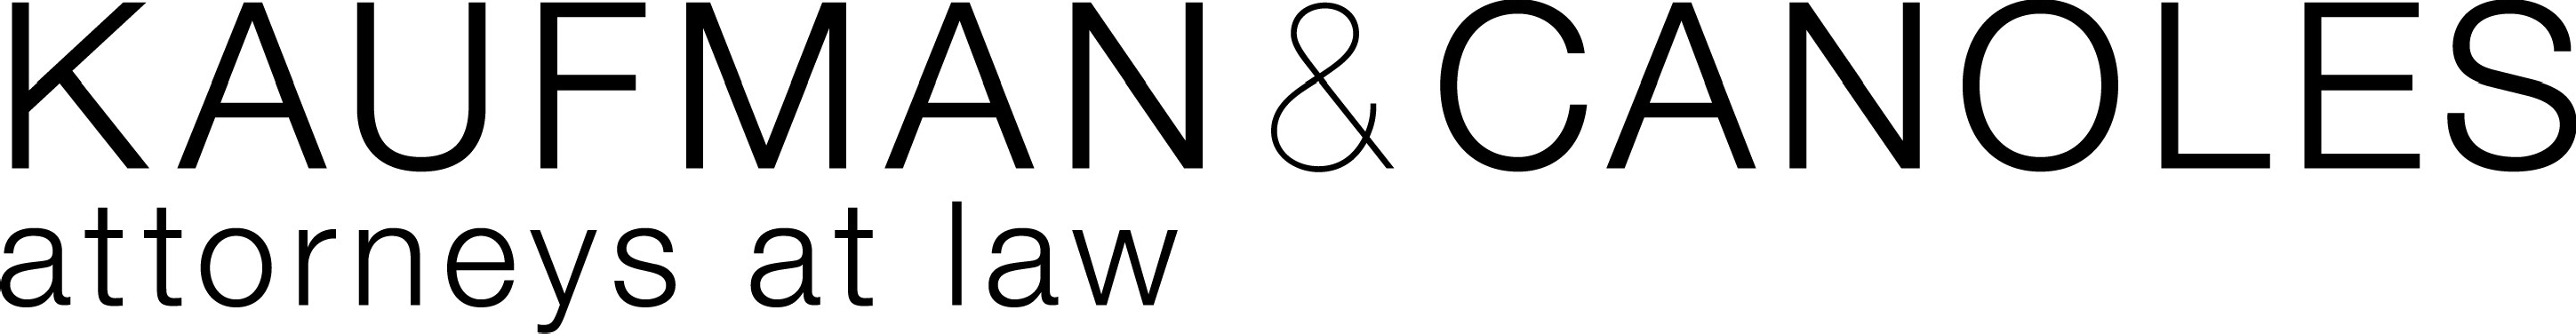 KAUFMAN & CANOLES
attorneys at law